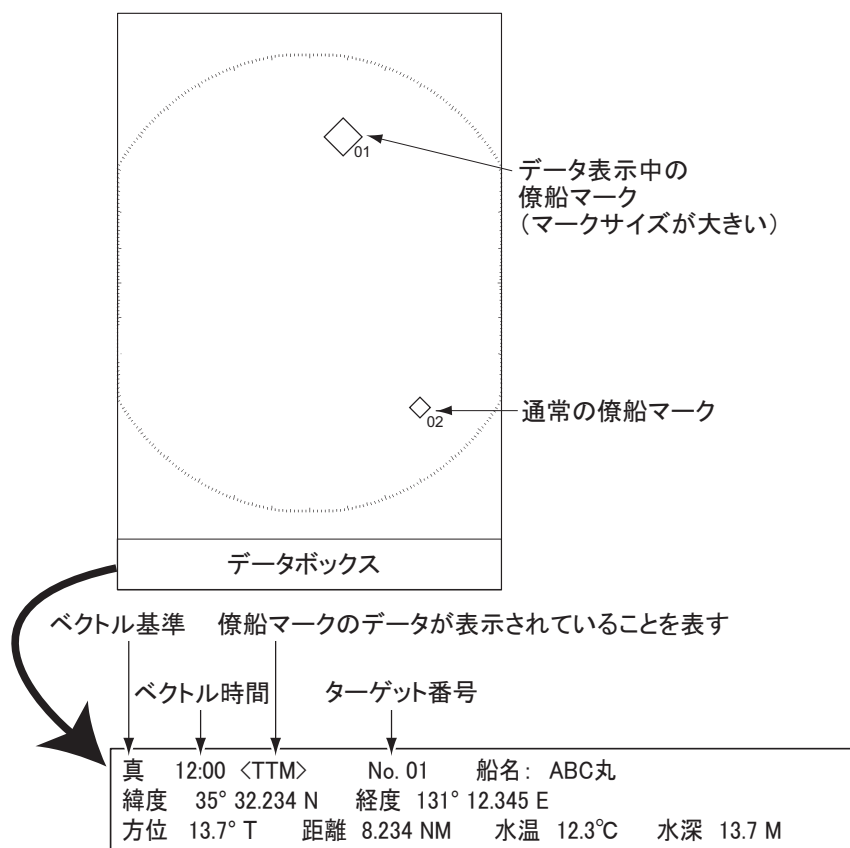 01
データ表示中の
僚船マーク
（マークサイズが大きい）
02
通常の僚船マーク
データボックス
ベクトル基準 僚船マークのデータが表示されていることを表す
ベクトル時間 ターゲット番号
真 12:00 〈TTM〉 No. 01 船名： ABC丸
緯度 35° 32.234 N 経度 131° 12.345 E
方位 13.7° T 距離 8.234 NM 水温 12.3℃ 水深 13.7 M